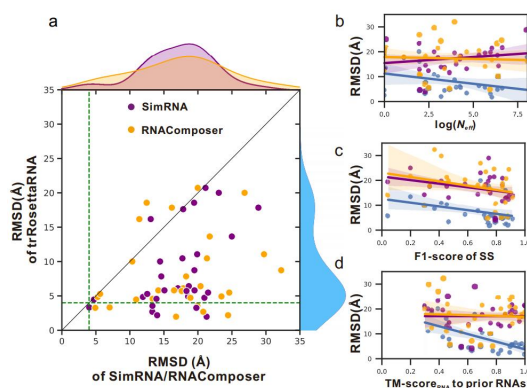 a
35
30
25
20
15
10
5
0
RMSD(Å)
of trRosettaRNA
SimRNA
RNAComposer
0 5 10 15 20 25 30 35
RMSD (Å)
of SimRNA/RNAComposer
b
30
20
10
0
RMSD(Å)
0.0 2.5 5.0 7.5
log(Neff)
c
30
20
10
0
RMSD(Å)
0.0 0.2 0.4 0.6 0.8 1.0
F1-score of SS
d
30
20
10
0
RMSD(Å)
0.0 0.2 0.4 0.6 0.8 1.0
TM-scoreRNA to prior RNAs